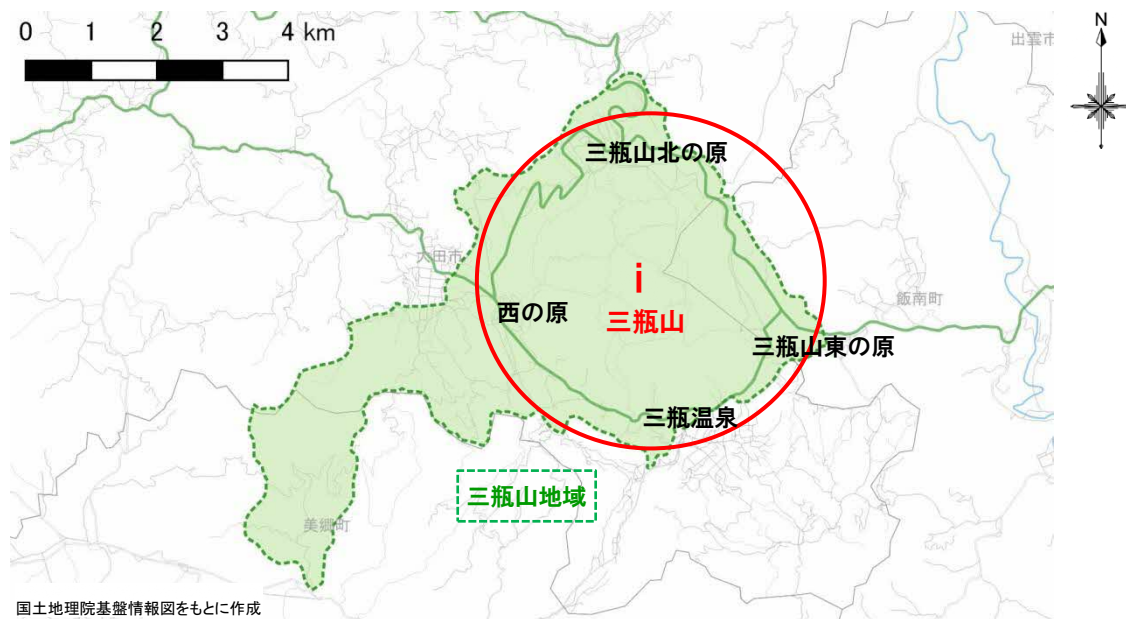 0 1 2 3 4 km
N
出雲市
三瓶山北の原
大田市
i
三瓶山
飯南町
西の原
三瓶山東の原
三瓶温泉
三瓶山地域
美郷町
国土地理院基盤情報図をもとに作成